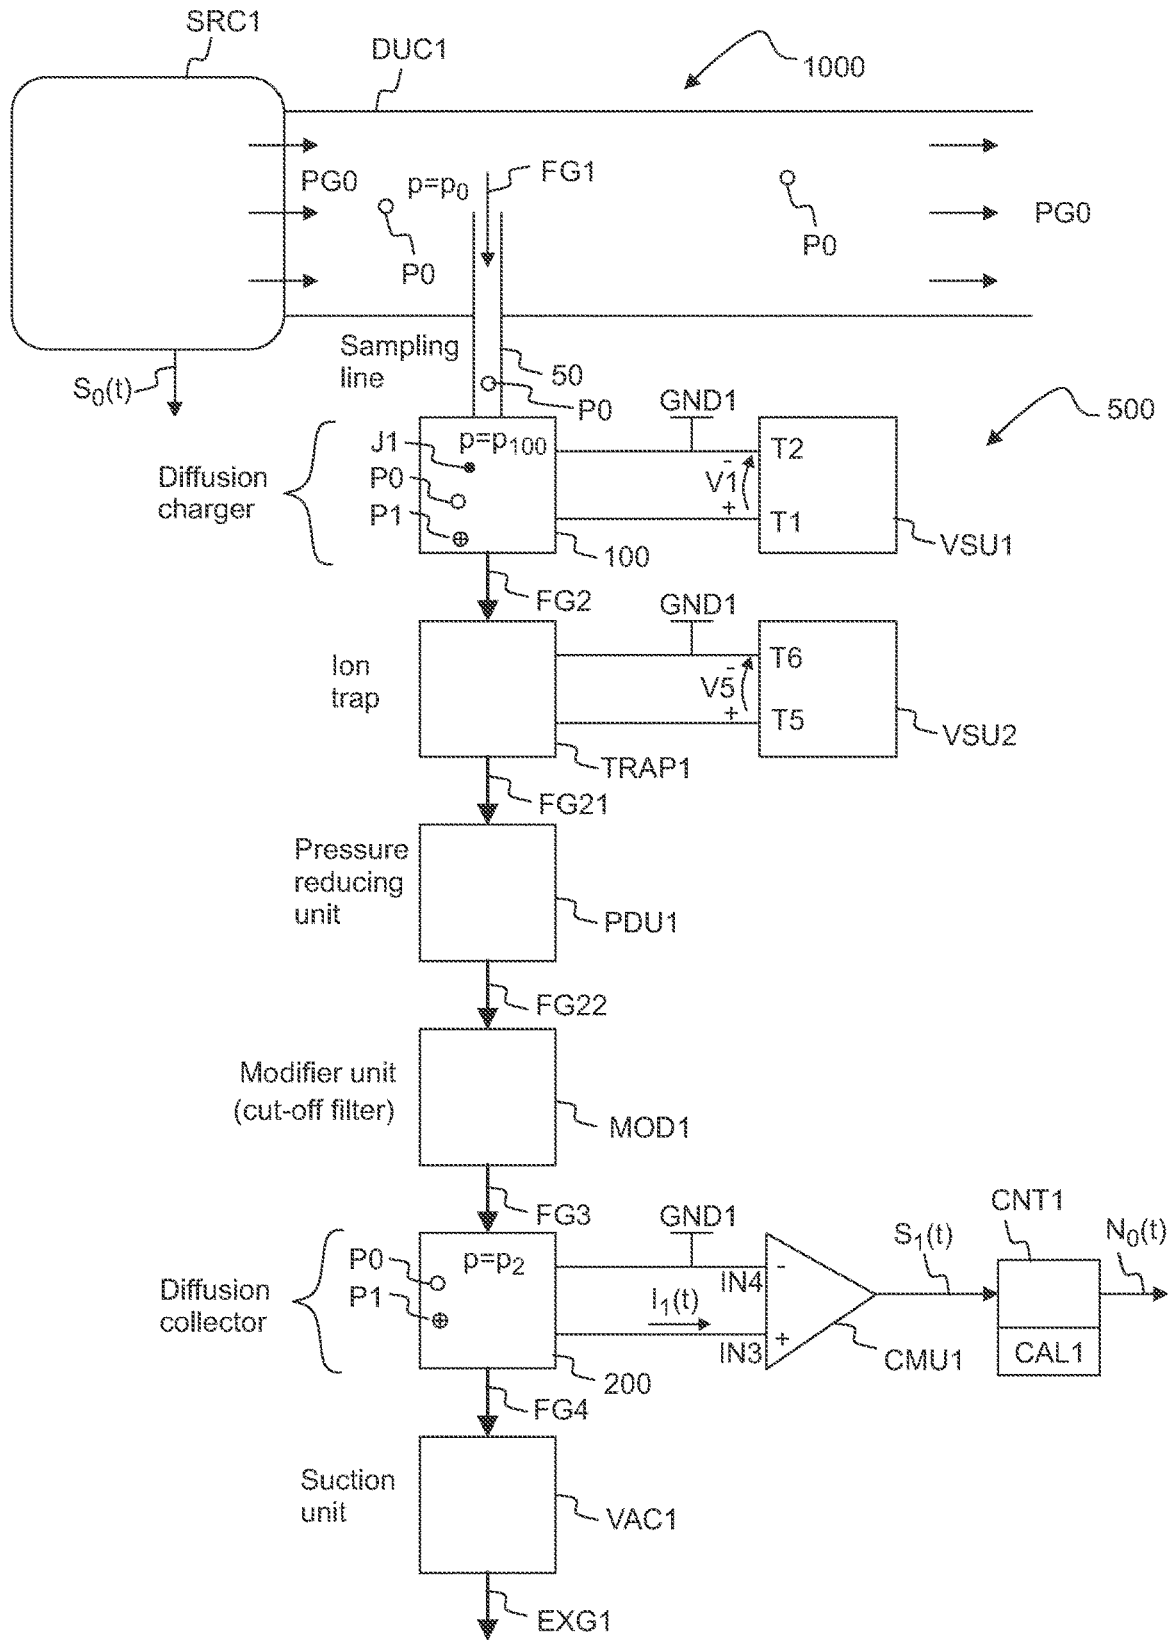 SRC1
DUC1
1000
PG0
p=p0
FG1
P0
P0
PG0
S0(t)
Sampling
line
50
P0
GND1
500
Diffusion
charger
J1
p=p100
P0
P1
T2
V1
-
+
T1
VSU1
100
FG2
GND1
Ion
trap
T6
V5
-
+
T5
VSU2
TRAP1
FG21
Pressure
reducing
unit
PDU1
FG22
Modifier unit
(cut-off filter)
MOD1
FG3
GND1
CNT1
S1(t)
N0(t)
Diffusion
collector
P0
P1
p=p2
IN4
-
I1(t)
IN3
+
CMU1
CAL1
200
FG4
Suction
unit
VAC1
EXG1